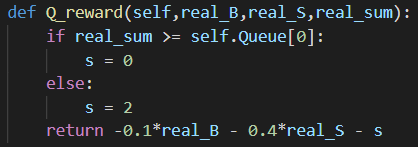 def Q_reward(self,real_B,real_S,real_sum):
    if real_sum >= self.Queue[0]:
        s = 0
    else:
        s = 2
    return -0.1*real_B - 0.4*real_S - s